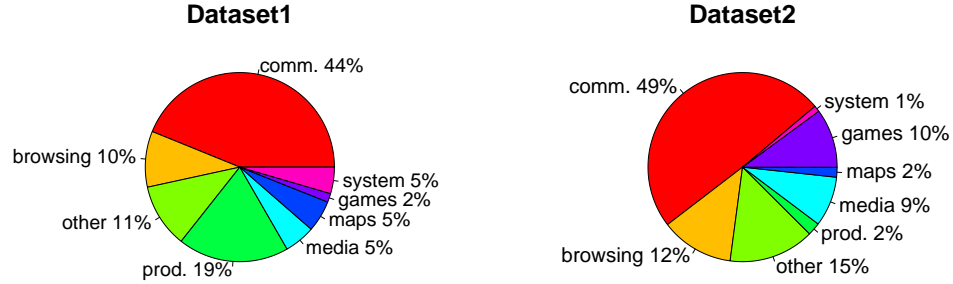 Dataset1
comm. 44%
browsing 10%
other 11%
prod. 19%
media 5%
maps 5%
games 2%
system 5%
Dataset2
comm. 49%
system 1%
games 10%
maps 2%
media 9%
prod. 2%
other 15%
browsing 12%